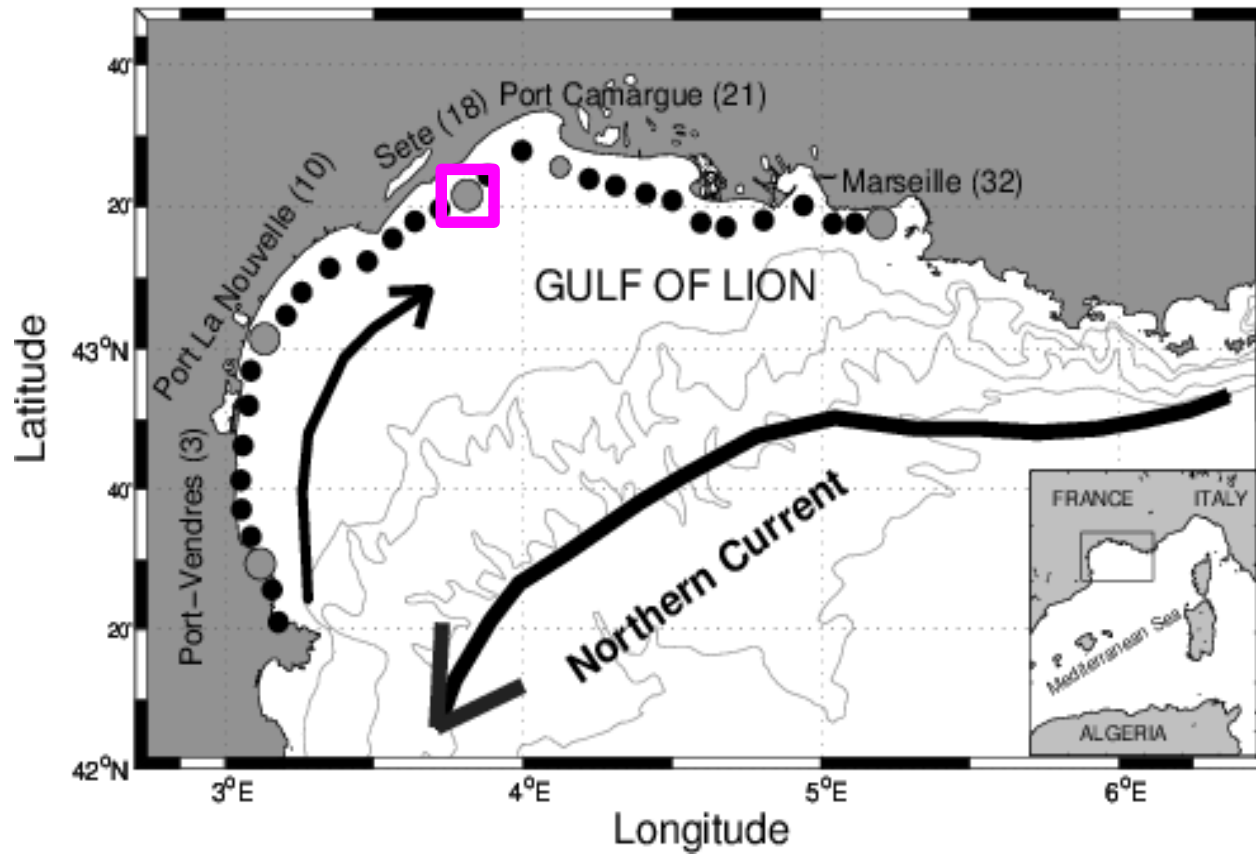 Port Camargue (21)
Sete (18)
Port La Nouvelle (10)
Marseille (32)
Port-Vendres (3)
GULF OF LION
Northern Current
FRANCE
ITALY
Mediterranean Sea
ALGERIA
40'
20'
43°N
40'
20'
42°N
3°E
4°E
5°E
6°E
Latitude
Longitude